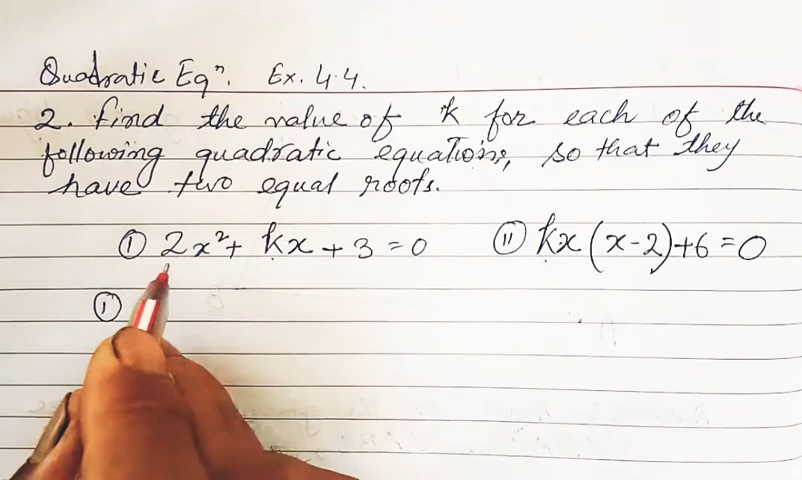 Quadratic Eqⁿ. Ex. 4.4.
2. find the value of k for each of the
following quadratic equations, so that they
have two equal roots.
(i) 2x² + kx + 3 = 0 (ii) kx(x-2)+6=0
(i)